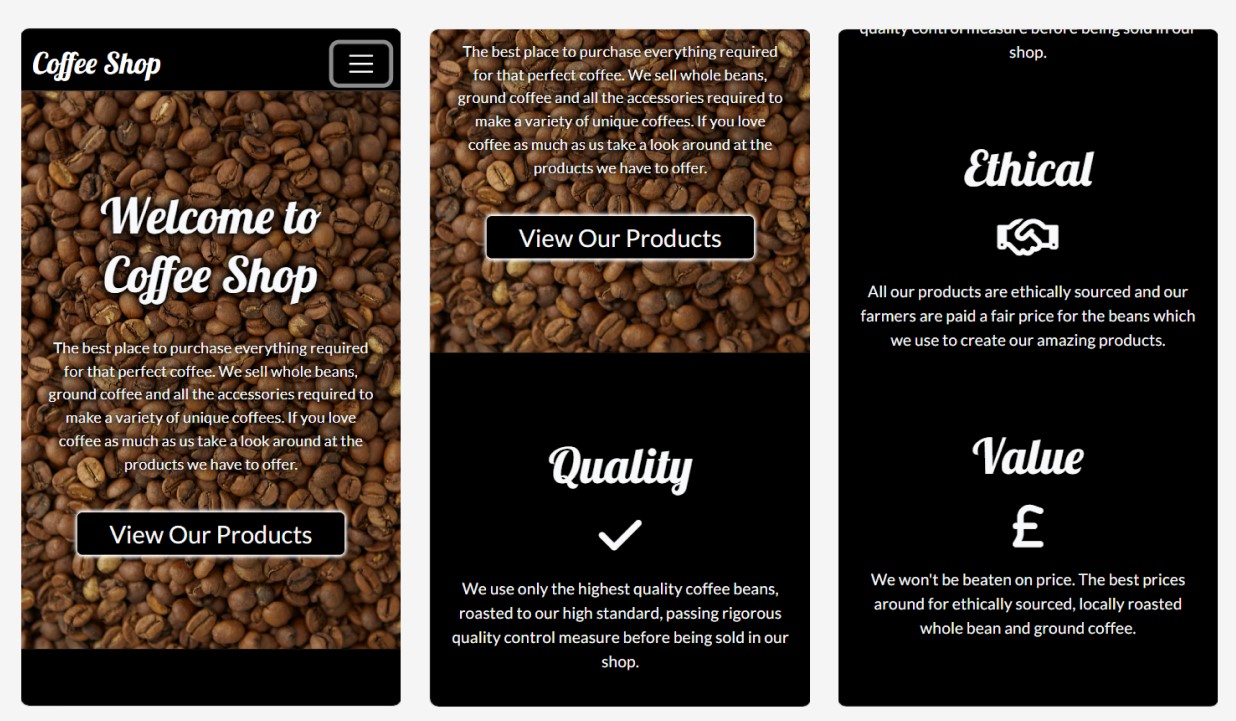 Coffee Shop
Welcome to
Coffee Shop
The best place to purchase everything required
for that perfect coffee. We sell whole beans,
ground coffee and all the accessories required to
make a variety of unique coffees. If you love
coffee as much as us take a look around at the
products we have to offer.
View Our Products
The best place to purchase everything required
for that perfect coffee. We sell whole beans,
ground coffee and all the accessories required to
make a variety of unique coffees. If you love
coffee as much as us take a look around at the
products we have to offer.
View Our Products
Quality
We use only the highest quality coffee beans,
roasted to our high standard, passing rigorous
quality control measure before being sold in our
shop.
quality control measure before being sold in our
shop.
Ethical
All our products are ethically sourced and our
farmers are paid a fair price for the beans which
we use to create our amazing products.
Value
£
We won't be beaten on price. The best prices
around for ethically sourced, locally roasted
whole bean and ground coffee.